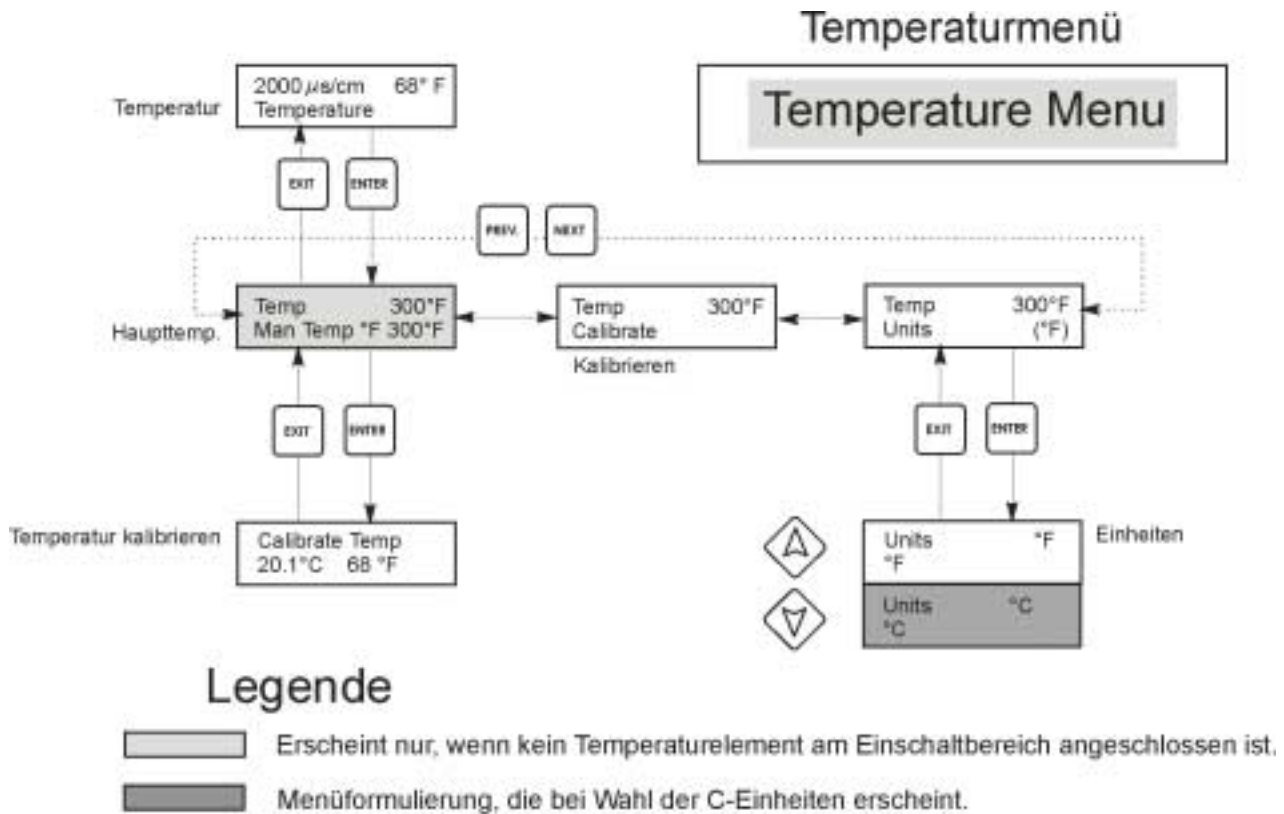 Temperaturmenü
Temperature Menu
Temperatur
2000 µs/cm 68° F
Temperature
EXIT
ENTER
PREV.
NEXT
Haupttemp.
Temp 300°F
Man Temp °F 300°F
Temp 300°F
Calibrate
Kalibrieren
Temp 300°F
Units (°F)
EXIT
ENTER
EXIT
ENTER
Temperatur kalibrieren
Calibrate Temp
20.1°C 68 °F
Units °F
°F
Einheiten
Units °C
°C
Legende
Erscheint nur, wenn kein Temperaturelement am Einschaltbereich angeschlossen ist.
Menüformulierung, die bei Wahl der C-Einheiten erscheint.